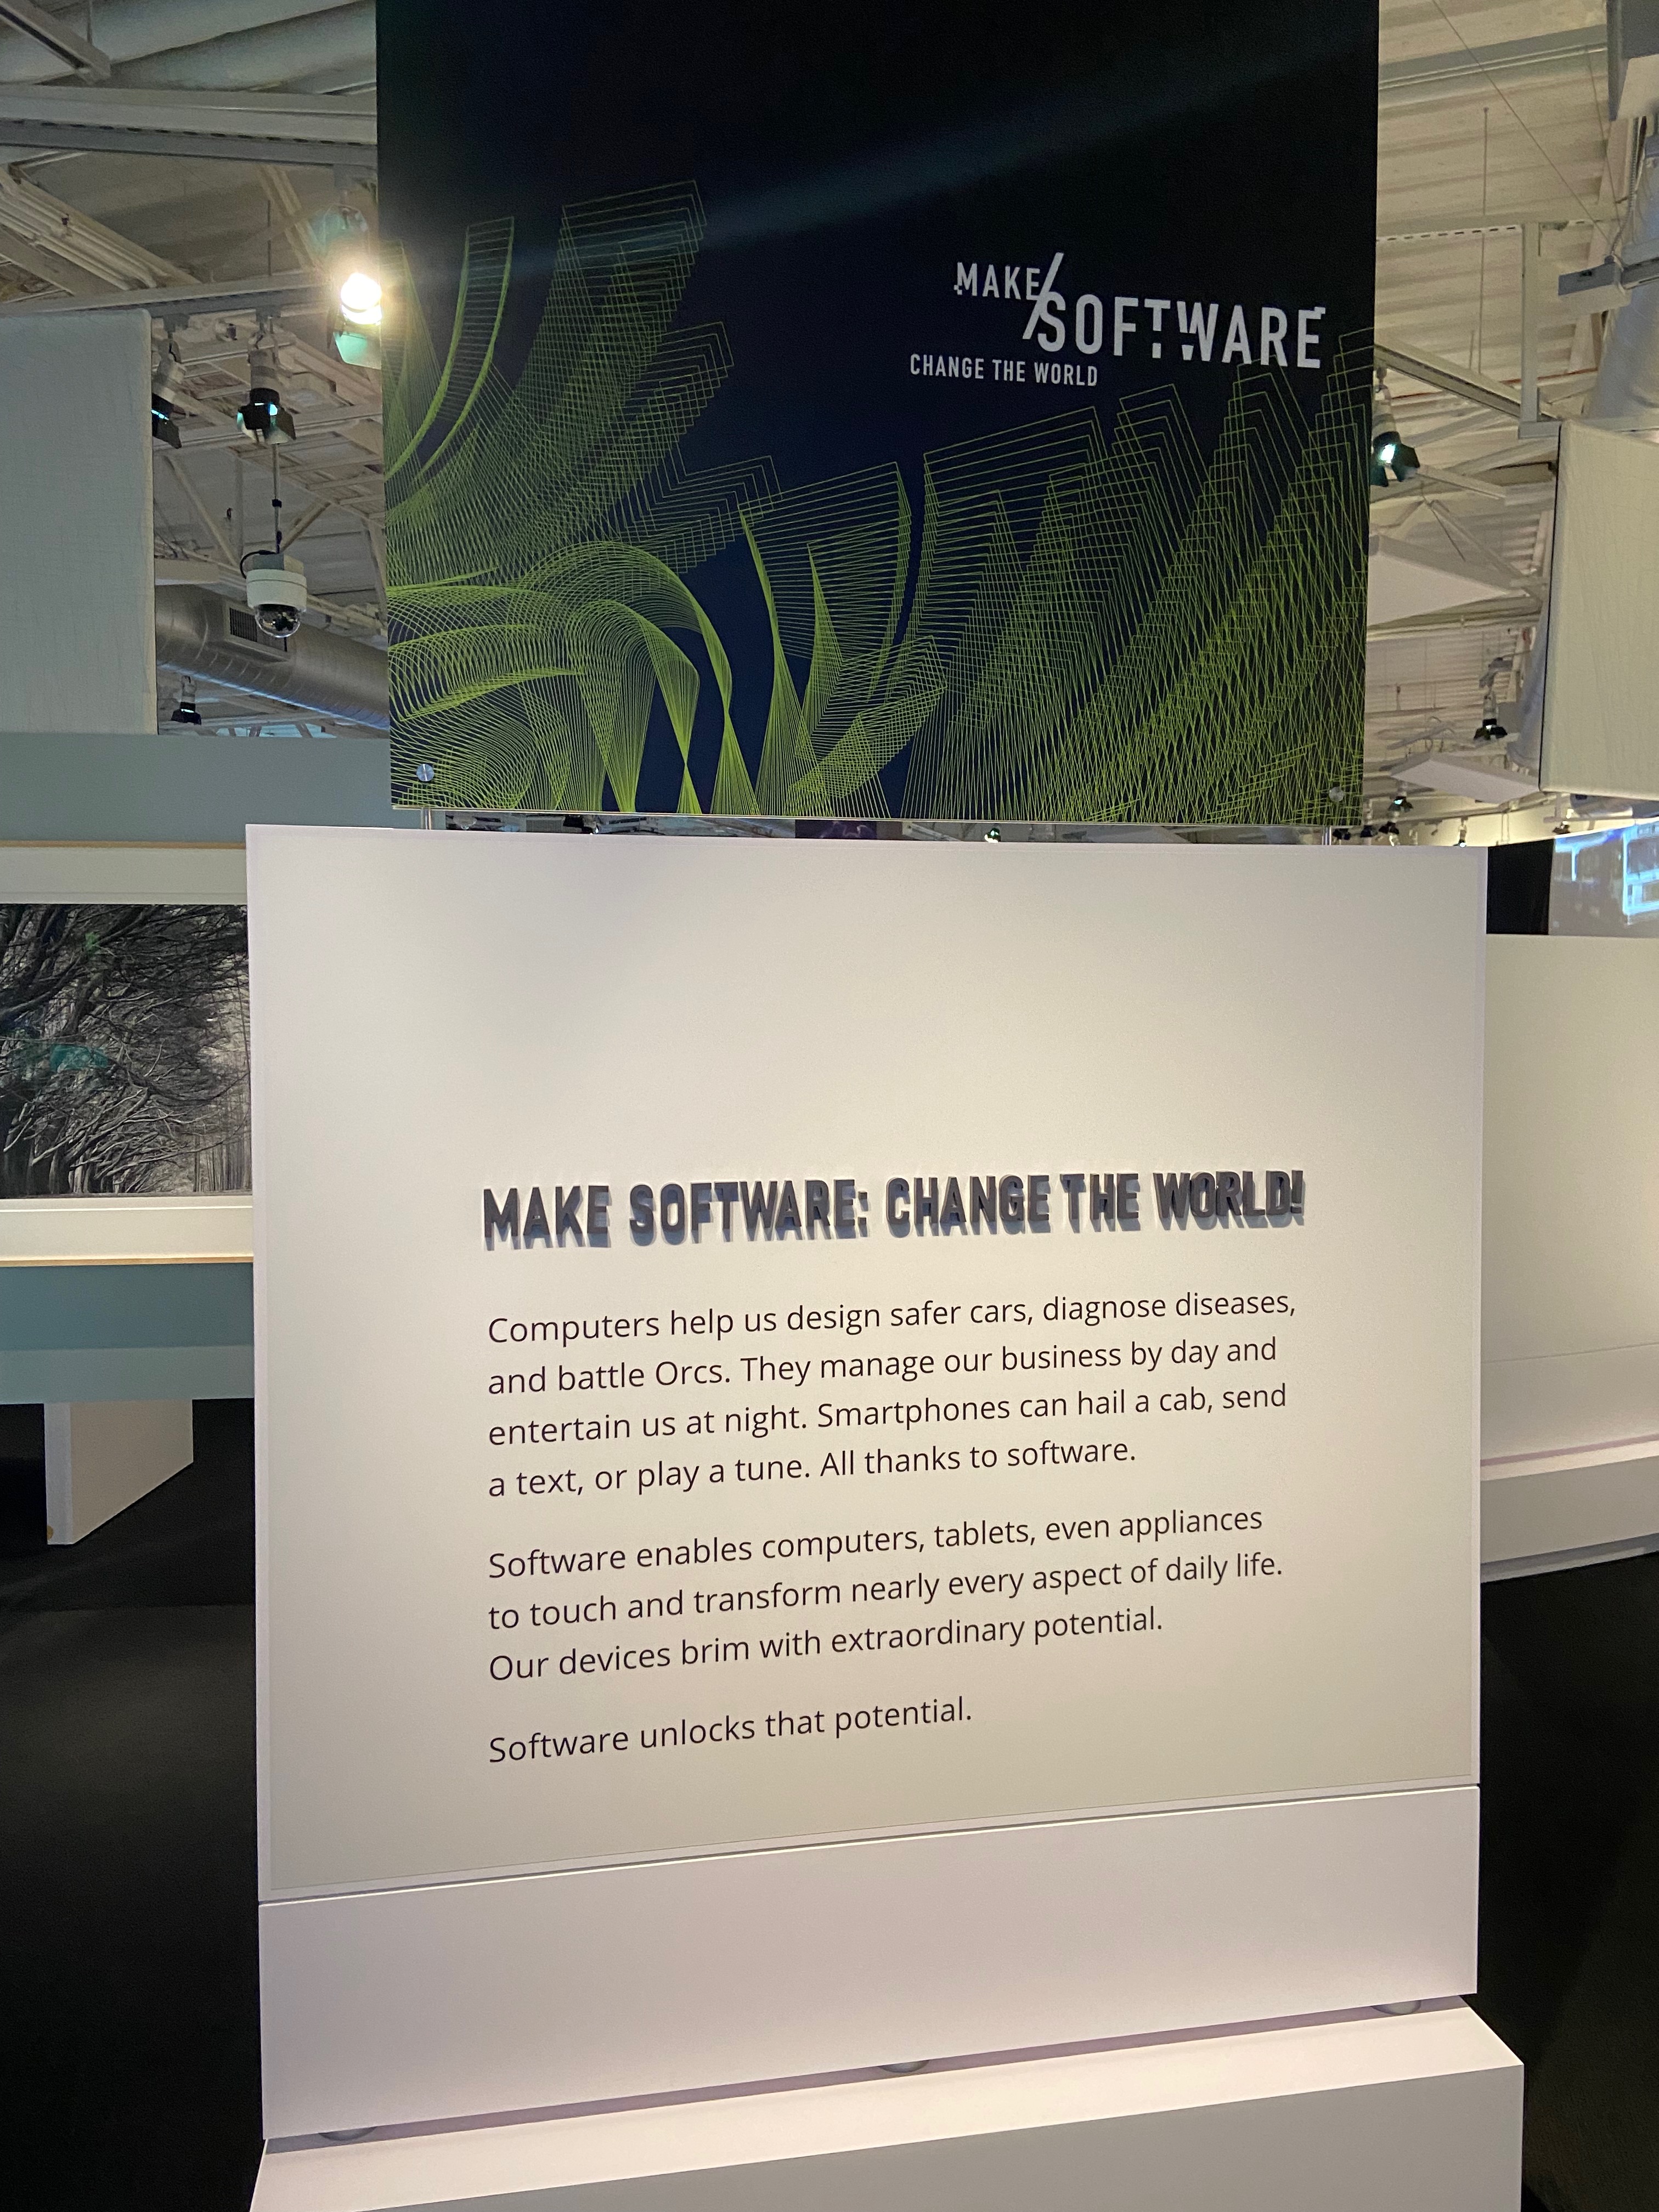 MAKE
SOFTWARE
CHANGE THE WORLD
MAKE SOFTWARE: CHANGE THE WORLD!
Computers help us design safer cars, diagnose diseases,
and battle Orcs. They manage our business by day and
entertain us at night. Smartphones can hail a cab, send
a text, or play a tune. All thanks to software.
Software enables computers, tablets, even appliances
to touch and transform nearly every aspect of daily life.
Our devices brim with extraordinary potential.
Software unlocks that potential.